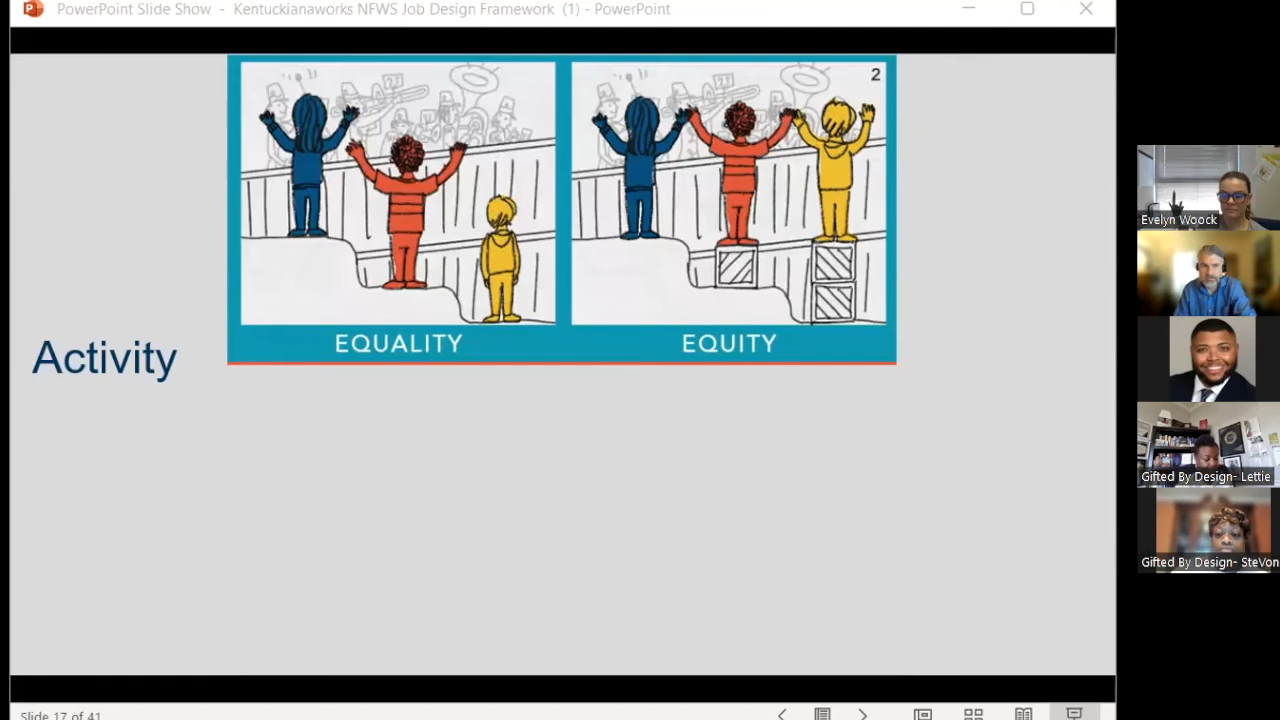 PowerPoint Slide Show - Kentuckianaworks NFWS Job Design Framework (1) - PowerPoint
2
EQUALITY
EQUITY
Activity
Evelyn Woock
Gifted By Design- Lettie
Gifted By Design- SteVon
Slide 17 of 41